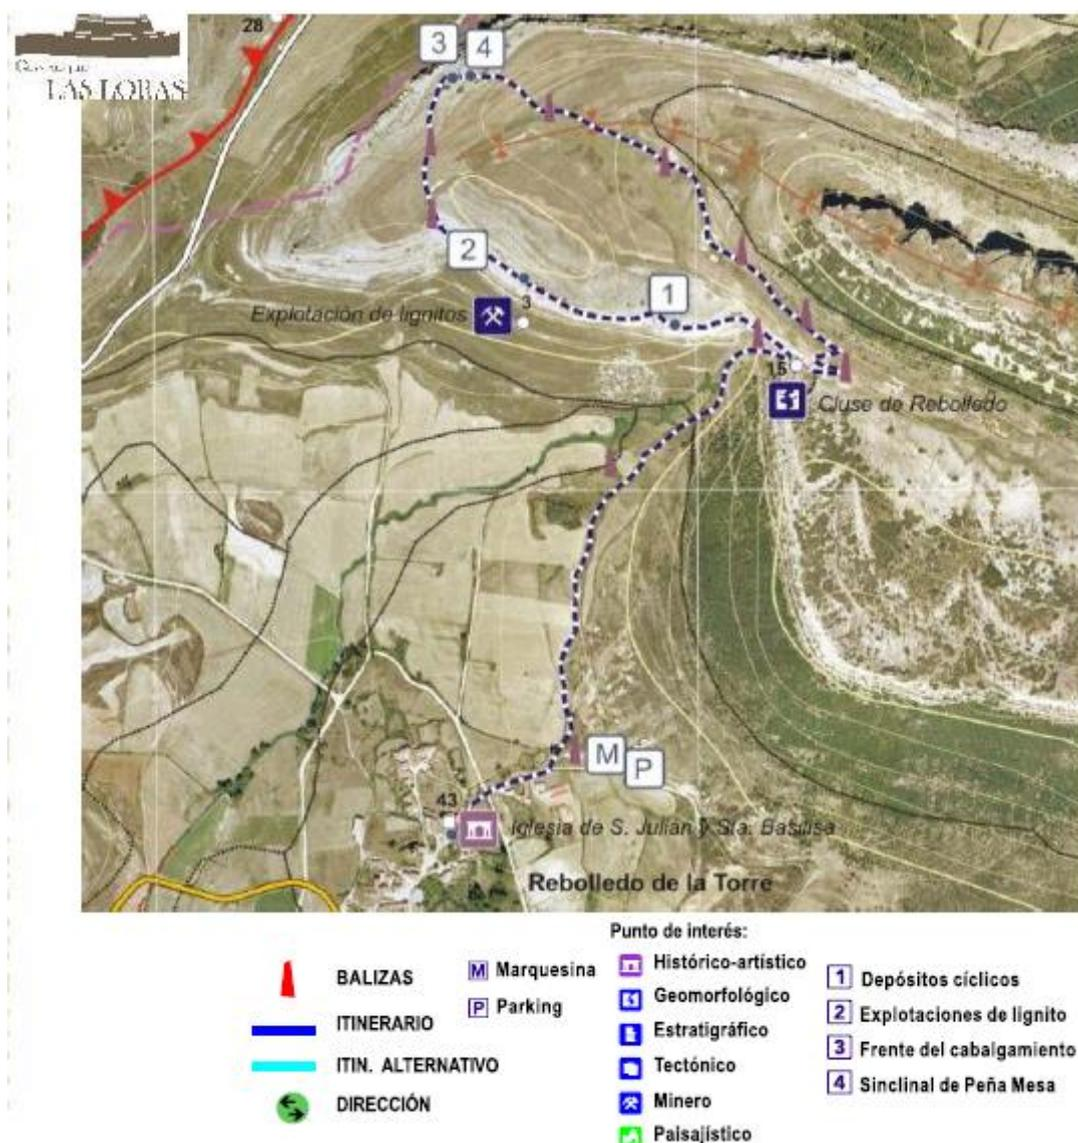 28
3
4
LAS LORAS
2
1
Explotación de lignitos
3
15
Cluse de Rebolledo
M
P
43
Iglesia de S. Julián y Sta. Basilisa
Rebolledo de la Torre
BALIZAS
ITINERARIO
ITIN. ALTERNATIVO
DIRECCIÓN
M Marquesina
P Parking
Punto de interés:
Histórico-artístico
Geomorfológico
Estratigráfico
Tectónico
Minero
Paisajístico
1 Depósitos cíclicos
2 Explotaciones de lignito
3 Frente del cabalgamiento
4 Sinclinal de Peña Mesa